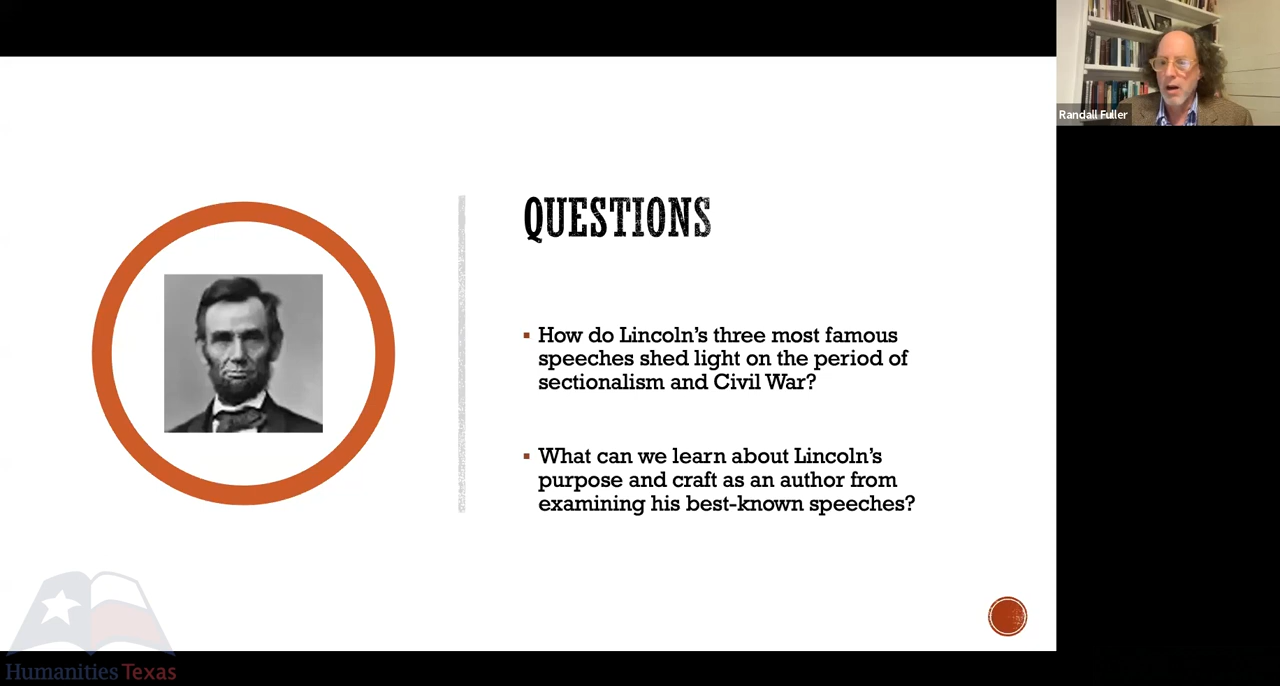 Randall Fuller
QUESTIONS
▪ How do Lincoln’s three most famous
speeches shed light on the period of
sectionalism and Civil War?
▪ What can we learn about Lincoln’s
purpose and craft as an author from
examining his best-known speeches?
Humanities Texas